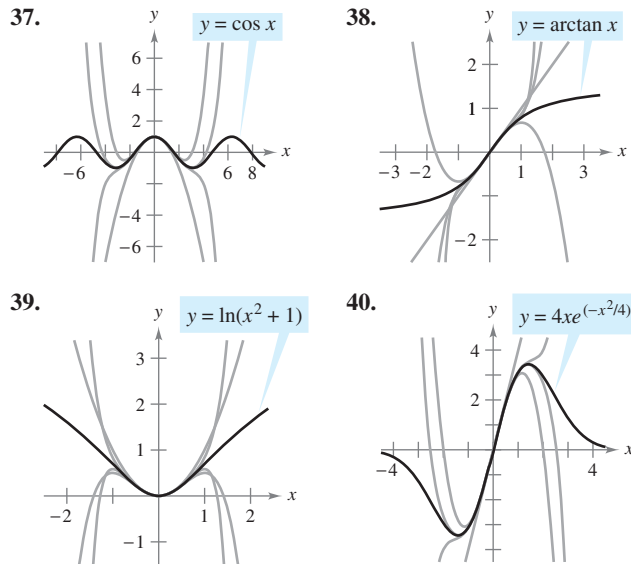 37.
y
y = cos x
6
4
2
x
−6
6 8
−4
−6
38.
y
y = arctan x
2
1
x
−3 −2
1 3
−2
39.
y
y = ln(x² + 1)
3
2
1
x
−2
1 2
−1
40.
y
y = 4xe^(−x²/4)
4
2
x
−4
4